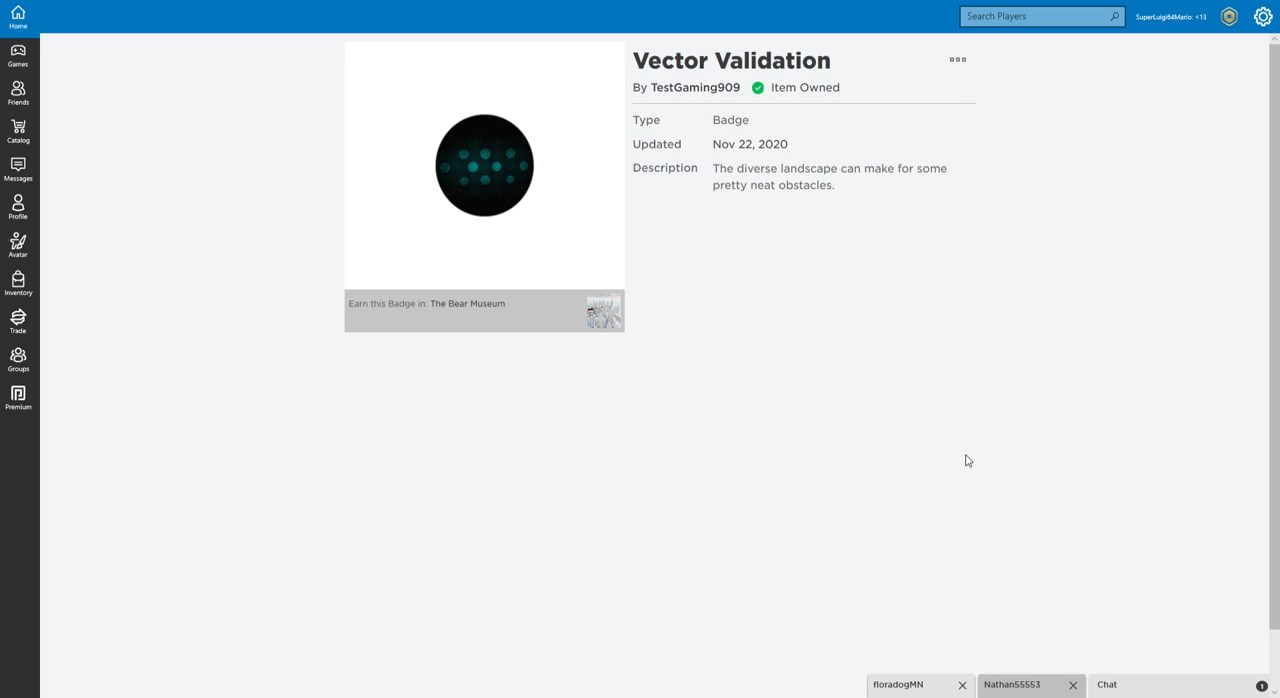 Home
Search Players
SuperLuigi64Mario: <13
Games
Friends
Catalog
Messages
Profile
Avatar
Inventory
Trade
Groups
Premium
Vector Validation
By TestGaming909 Item Owned
Type Badge
Updated Nov 22, 2020
Description The diverse landscape can make for some
pretty neat obstacles.
Earn this Badge in: The Bear Museum
floradogMN
Nathan55553
Chat
1